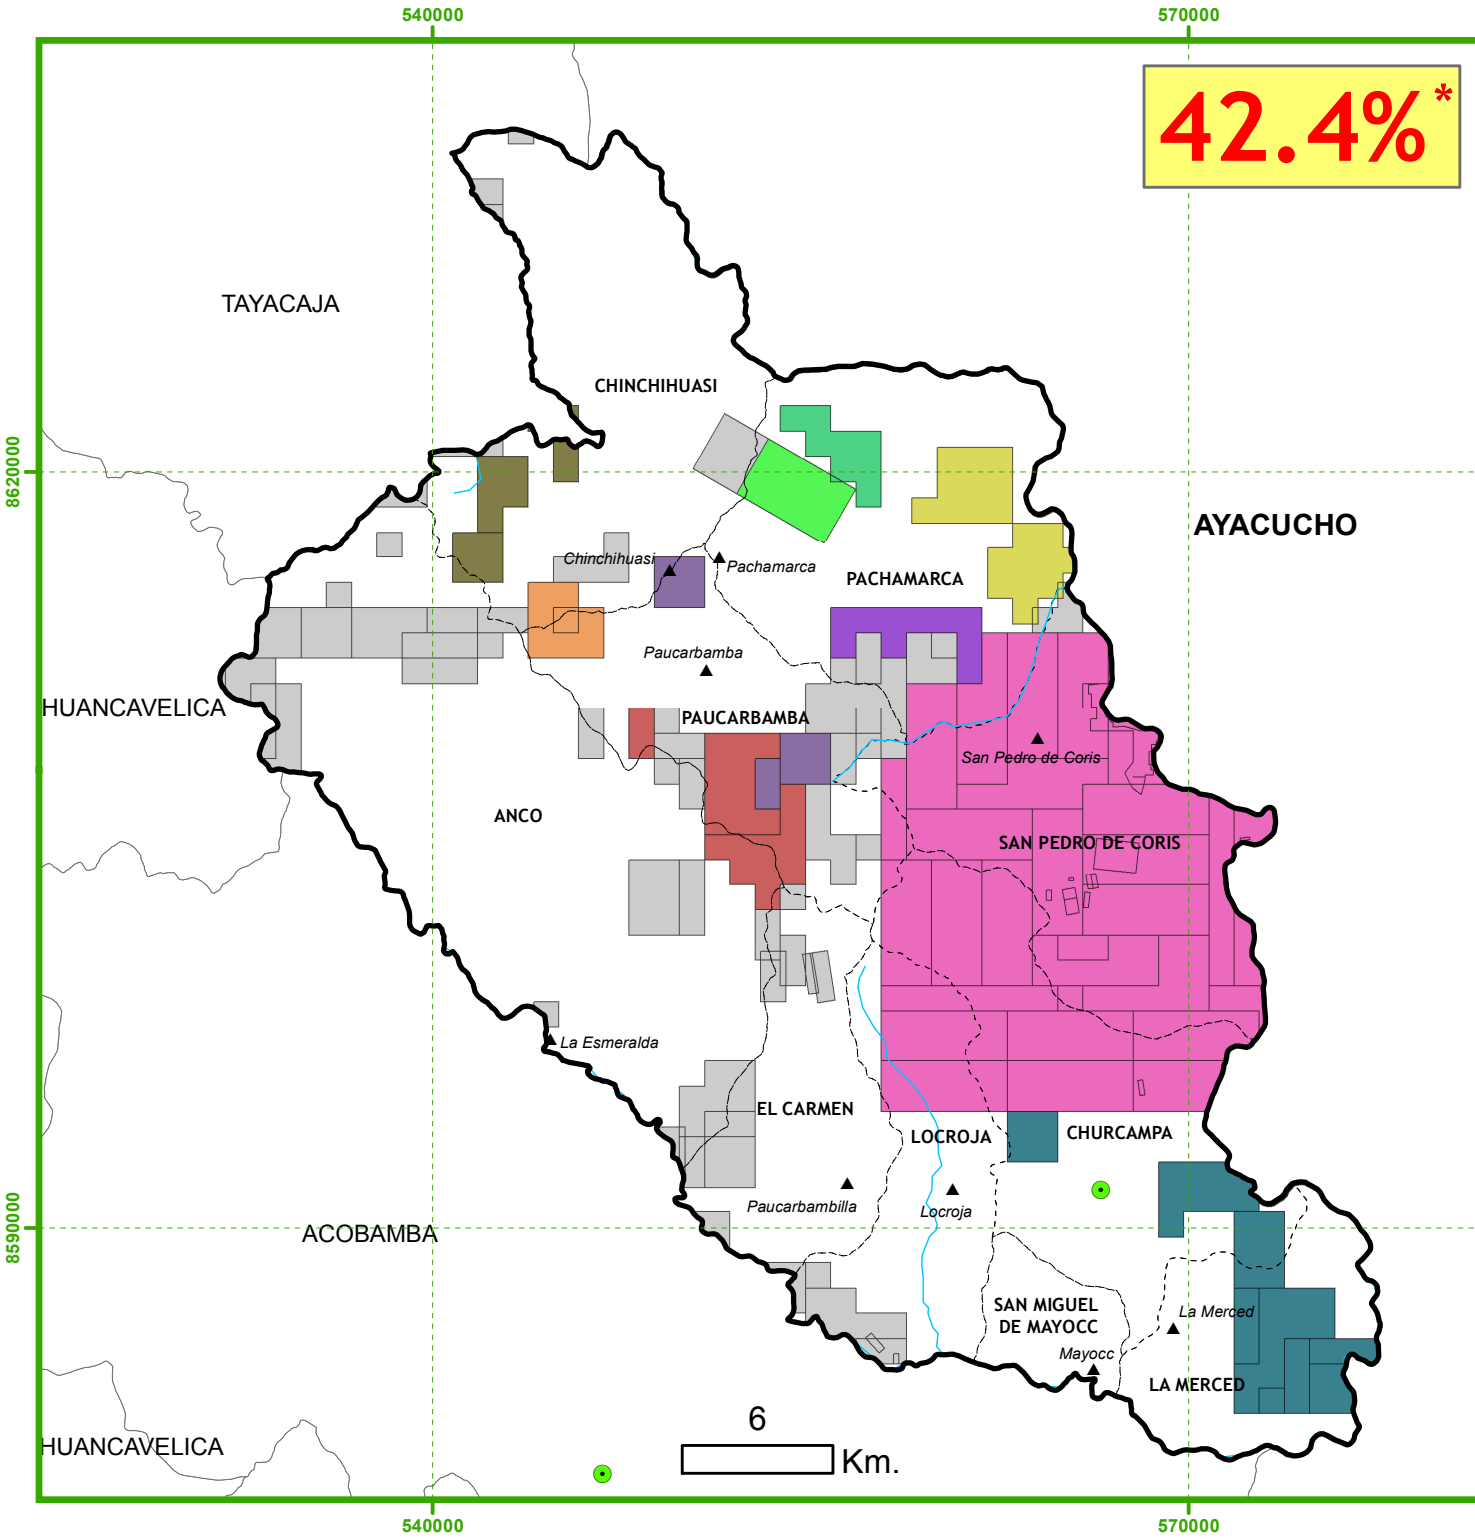 540000
570000
42.4%*
TAYACAJA
CHINCHIHUASI
8620000
AYACUCHO
Chinchihuasi
Pachamarca
PACHAMARCA
Paucarbamba
HUANCAVELICA
PAUCARBAMBA
San Pedro de Coris
ANCO
SAN PEDRO DE CORIS
La Esmeralda
EL CARMEN
LOCROJA
CHURCAMPA
Paucarbambilla
Locroja
8590000
ACOBAMBA
SAN MIGUEL
DE MAYOCC
La Merced
Mayocc
LA MERCED
HUANCAVELICA
6
Km.
540000
570000